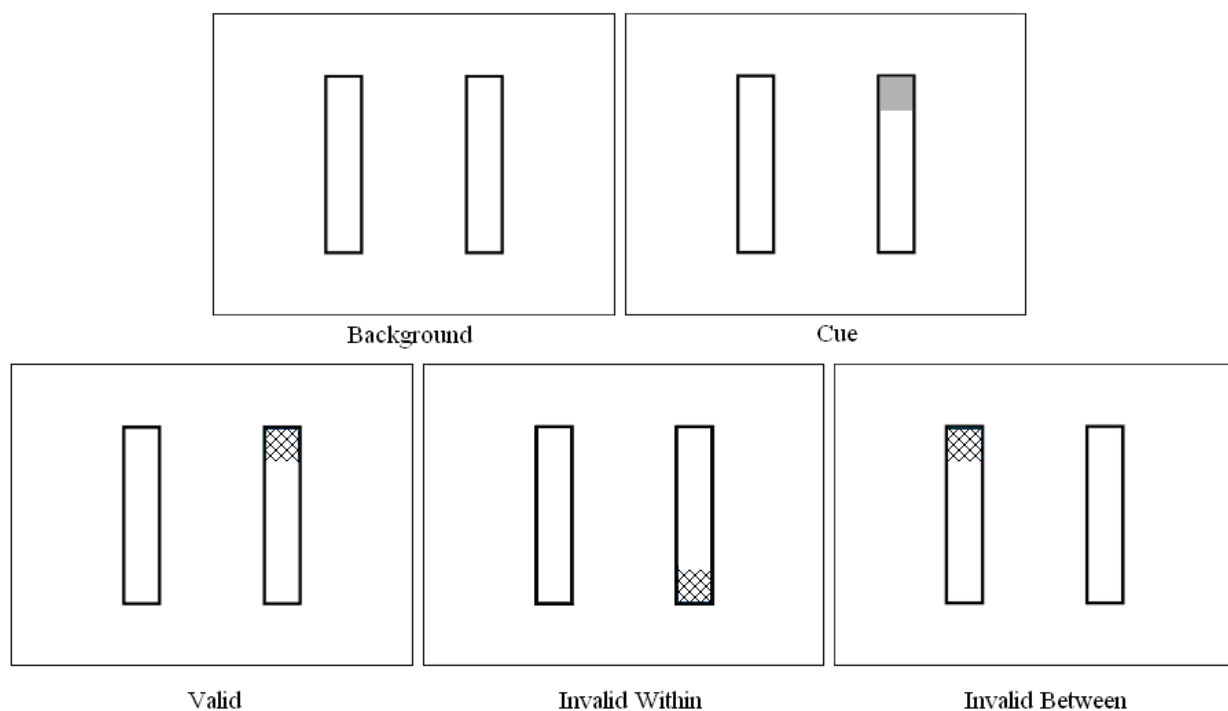 Background
Cue
Valid
Invalid Within
Invalid Between